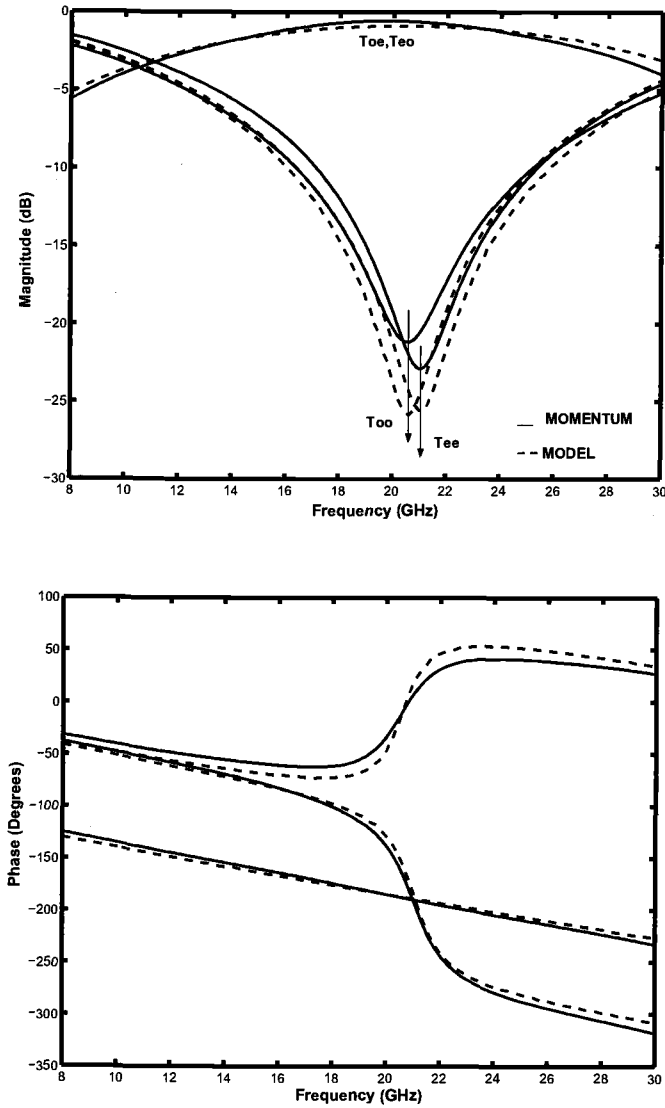 0
−5
−10
−15
−20
−25
−30
Magnitude (dB)
Toe,Teo
Too
Tee
MOMENTUM
MODEL
8 10 12 14 16 18 20 22 24 26 28 30
Frequency (GHz)
100
50
0
−50
−100
−150
−200
−250
−300
−350
Phase (Degrees)
8 10 12 14 16 18 20 22 24 26 28 30
Frequency (GHz)